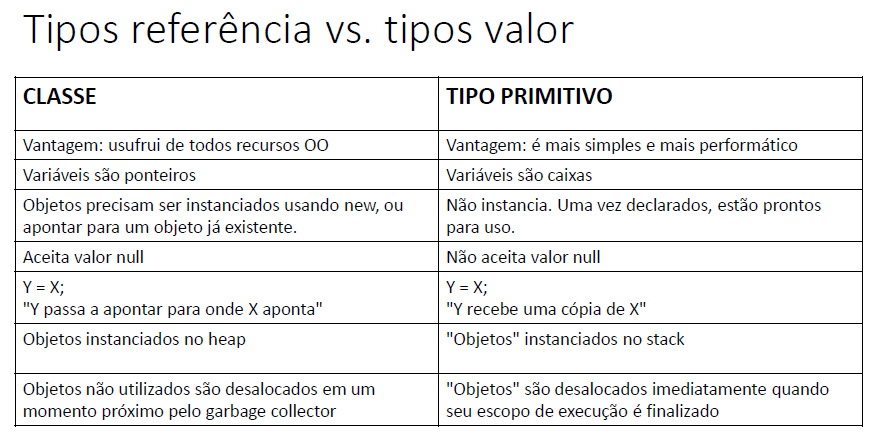 Tipos referência vs. tipos valor
CLASSE
TIPO PRIMITIVO
Vantagem: usufrui de todos recursos OO
Vantagem: é mais simples e mais performático
Variáveis são ponteiros
Variáveis são caixas
Objetos precisam ser instanciados usando new, ou
apontar para um objeto já existente.
Não instancia. Uma vez declarados, estão prontos
para uso.
Aceita valor null
Não aceita valor null
Y = X;
"Y passa a apontar para onde X aponta"
Y = X;
"Y recebe uma cópia de X"
Objetos instanciados no heap
"Objetos" instanciados no stack
Objetos não utilizados são desalocados em um
momento próximo pelo garbage collector
"Objetos" são desalocados imediatamente quando
seu escopo de execução é finalizado